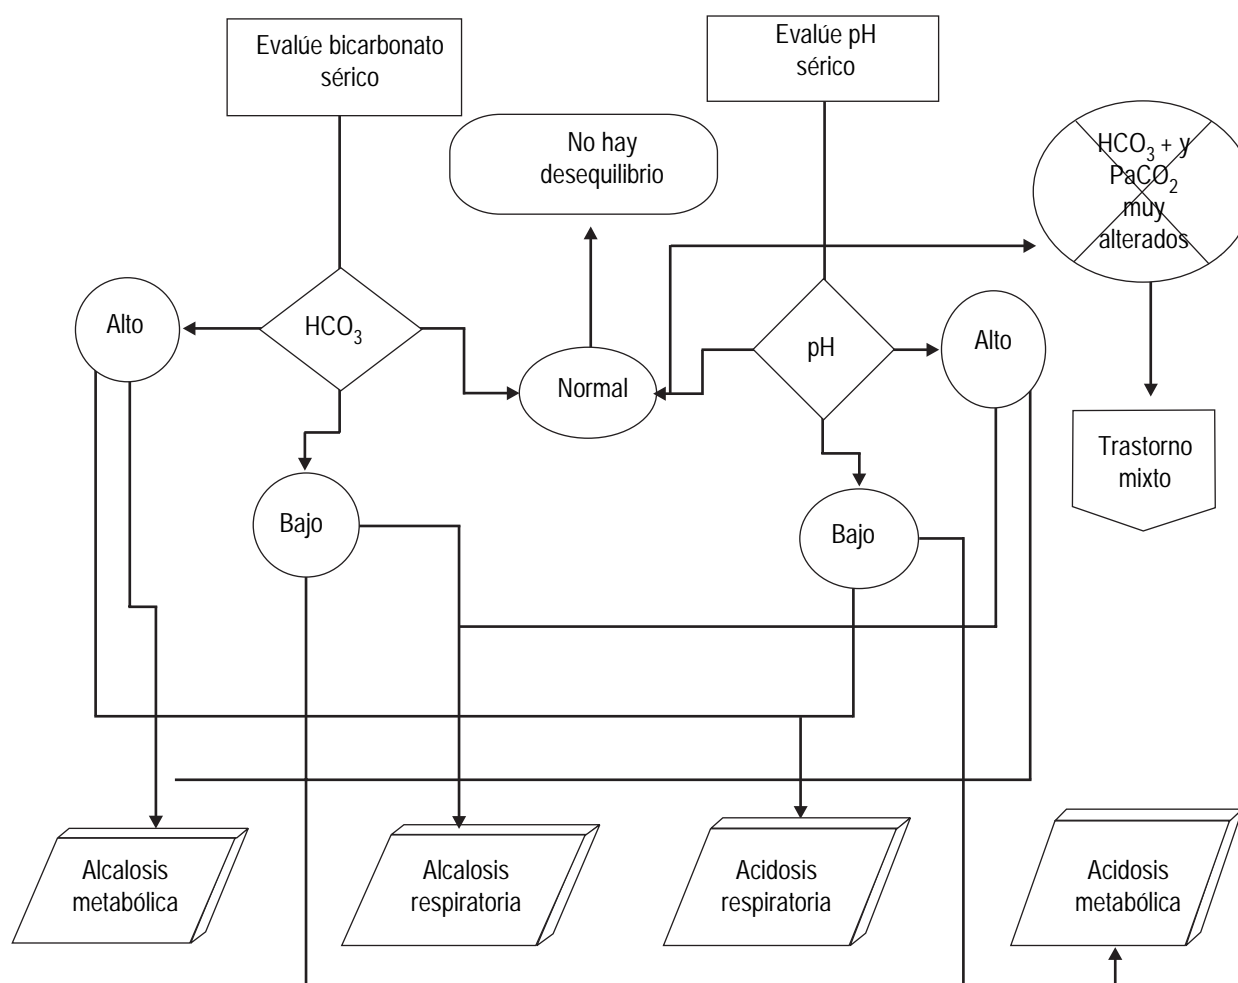 Evalúe bicarbonato
sérico
Evalúe pH
sérico
No hay
desequilibrio
HCO₃ + y
PaCO₂
muy
alterados
Alto
HCO₃
Normal
pH
Alto
Trastorno
mixto
Bajo
Bajo
Alcalosis
metabólica
Alcalosis
respiratoria
Acidosis
respiratoria
Acidosis
metabólica